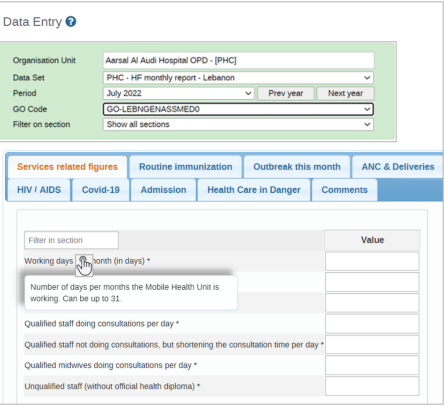 Data Entry ?
Organisation Unit Aarsal Al Audi Hospital OPD - [PHC]
Data Set PHC - HF monthly report - Lebanon
Period July 2022 Prev year Next year
GO Code GO-LEBNGENASSMED0
Filter on section Show all sections
Services related figures Routine immunization Outbreak this month ANC & Deliveries
HIV / AIDS Covid-19 Admission Health Care in Danger Comments
Filter in section Value
Working days month (in days) *
Number of days per months the Mobile Health Unit is
working. Can be up to 31.
Qualified staff doing consultations per day *
Qualified staff not doing consultations, but shortening the consultation time per day *
Qualified midwives doing consultations per day *
Unqualified staff (without official health diploma) *